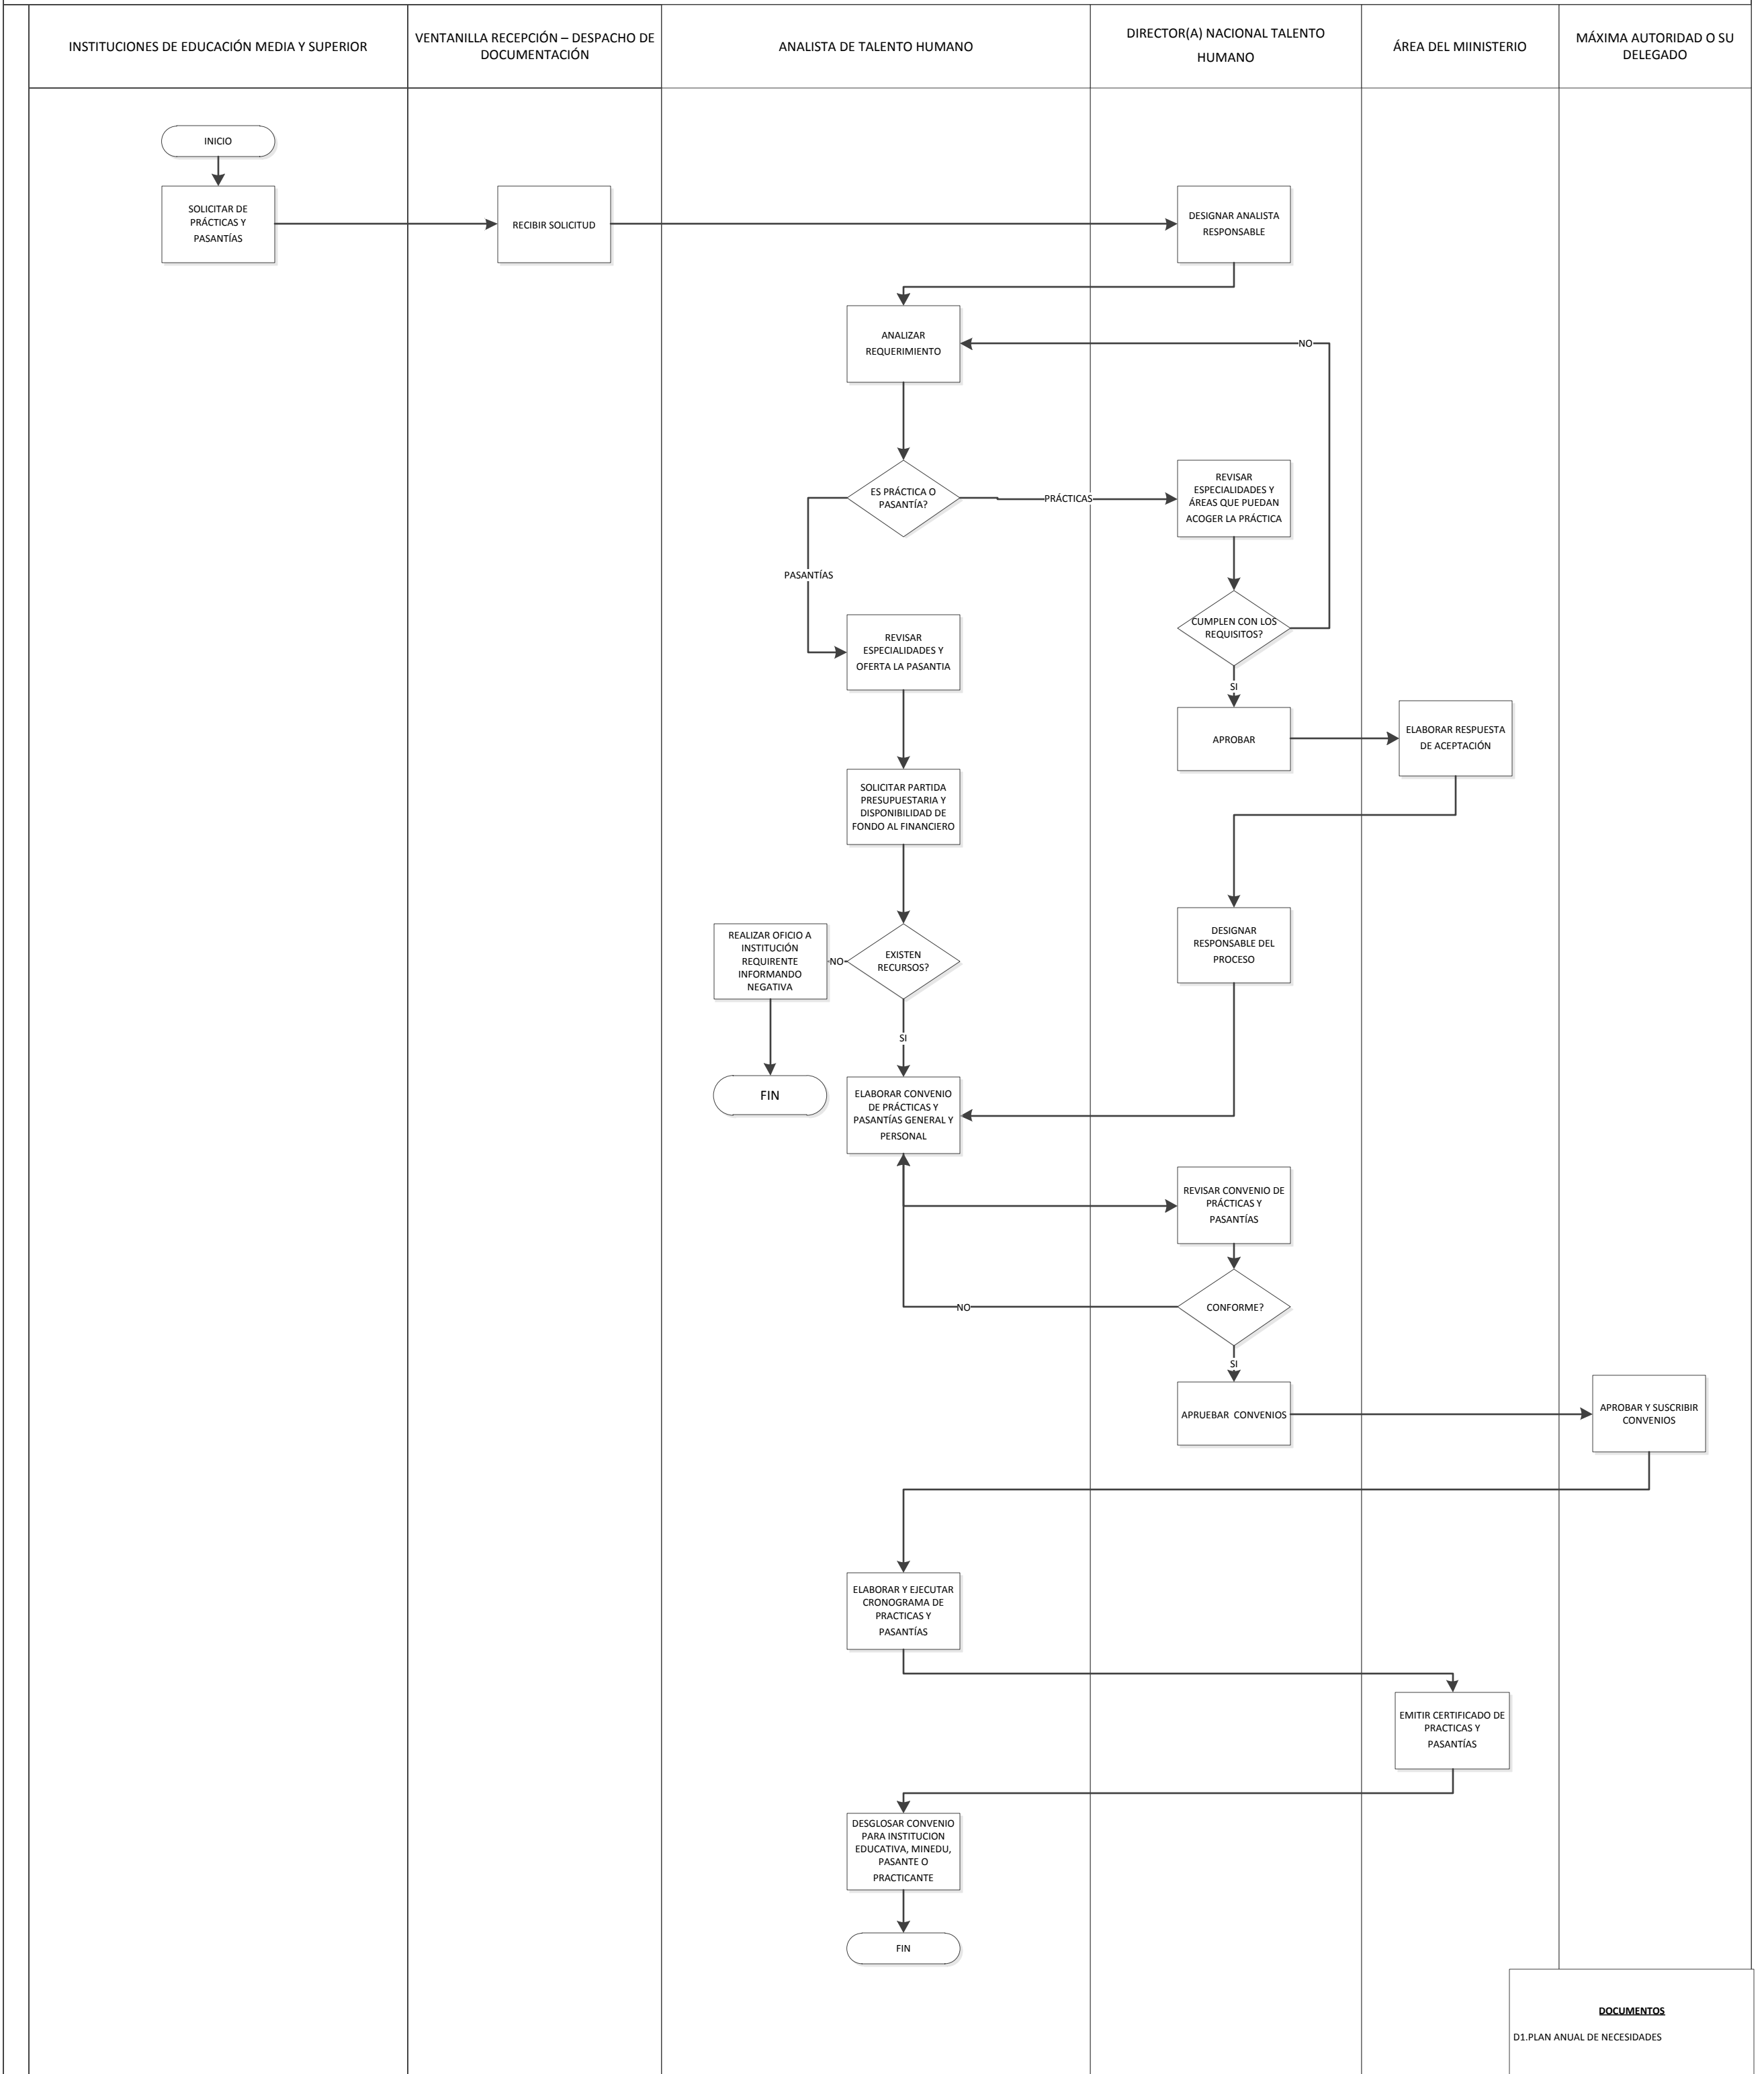 INSTITUCIONES DE EDUCACIÓN MEDIA Y SUPERIOR
VENTANILLA RECEPCIÓN – DESPACHO DE
DOCUMENTACIÓN
ANALISTA DE TALENTO HUMANO
DIRECTOR(A) NACIONAL TALENTO
HUMANO
ÁREA DEL MIINISTERIO
MÁXIMA AUTORIDAD O SU
DELEGADO
INICIO
SOLICITAR DE
PRÁCTICAS Y
PASANTÍAS
RECIBIR SOLICITUD
DESIGNAR ANALISTA
RESPONSABLE
ANALIZAR
REQUERIMIENTO
NO
ES PRÁCTICA O
PASANTÍA?
PRÁCTICAS
REVISAR
ESPECIALIDADES Y
ÁREAS QUE PUEDAN
ACOGER LA PRÁCTICA
PASANTÍAS
CUMPLEN CON LOS
REQUISITOS?
REVISAR
ESPECIALIDADES Y
OFERTA LA PASANTIA
SI
APROBAR
ELABORAR RESPUESTA
DE ACEPTACIÓN
SOLICITAR PARTIDA
PRESUPUESTARIA Y
DISPONIBILIDAD DE
FONDO AL FINANCIERO
DESIGNAR
RESPONSABLE DEL
PROCESO
REALIZAR OFICIO A
INSTITUCIÓN
REQUIRENTE
INFORMANDO
NEGATIVA
NO
EXISTEN
RECURSOS?
SI
FIN
ELABORAR CONVENIO
DE PRÁCTICAS Y
PASANTÍAS GENERAL Y
PERSONAL
REVISAR CONVENIO DE
PRÁCTICAS Y
PASANTÍAS
NO
CONFORME?
SI
APRUEBAR CONVENIOS
APROBAR Y SUSCRIBIR
CONVENIOS
ELABORAR Y EJECUTAR
CRONOGRAMA DE
PRACTICAS Y
PASANTÍAS
EMITIR CERTIFICADO DE
PRACTICAS Y
PASANTÍAS
DESGLOSAR CONVENIO
PARA INSTITUCION
EDUCATIVA, MINEDU,
PASANTE O
PRACTICANTE
FIN
DOCUMENTOS
D1.PLAN ANUAL DE NECESIDADES